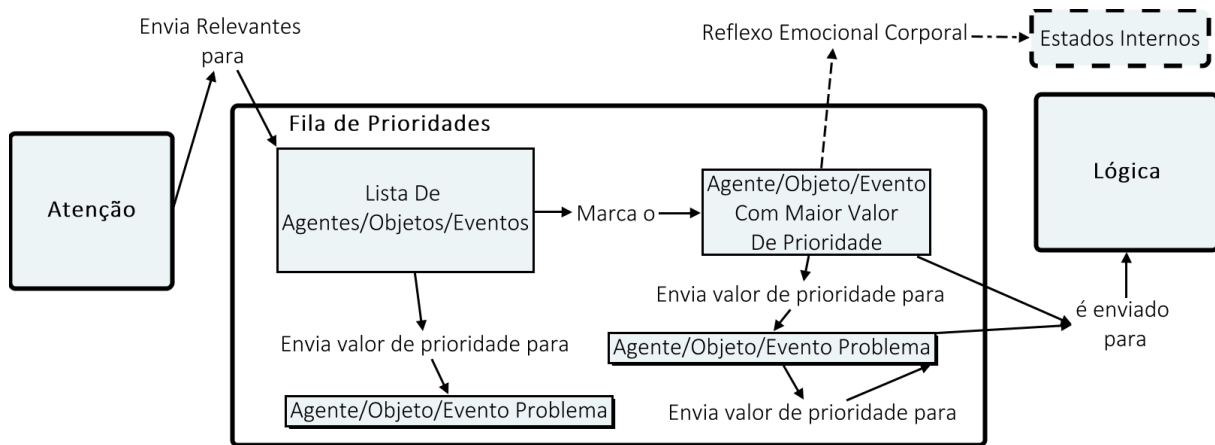 Envia Relevantes
para
Reflexo Emocional Corporal
Estados Internos
Fila de Prioridades
Atenção
Lista De
Agentes/Objetos/Eventos
Marca o
Agente/Objeto/Evento
Com Maior Valor
De Prioridade
Lógica
Envia valor de prioridade para
Agente/Objeto/Evento Problema
Envia valor de prioridade para
Agente/Objeto/Evento Problema
Envia valor de prioridade para
é enviado
para